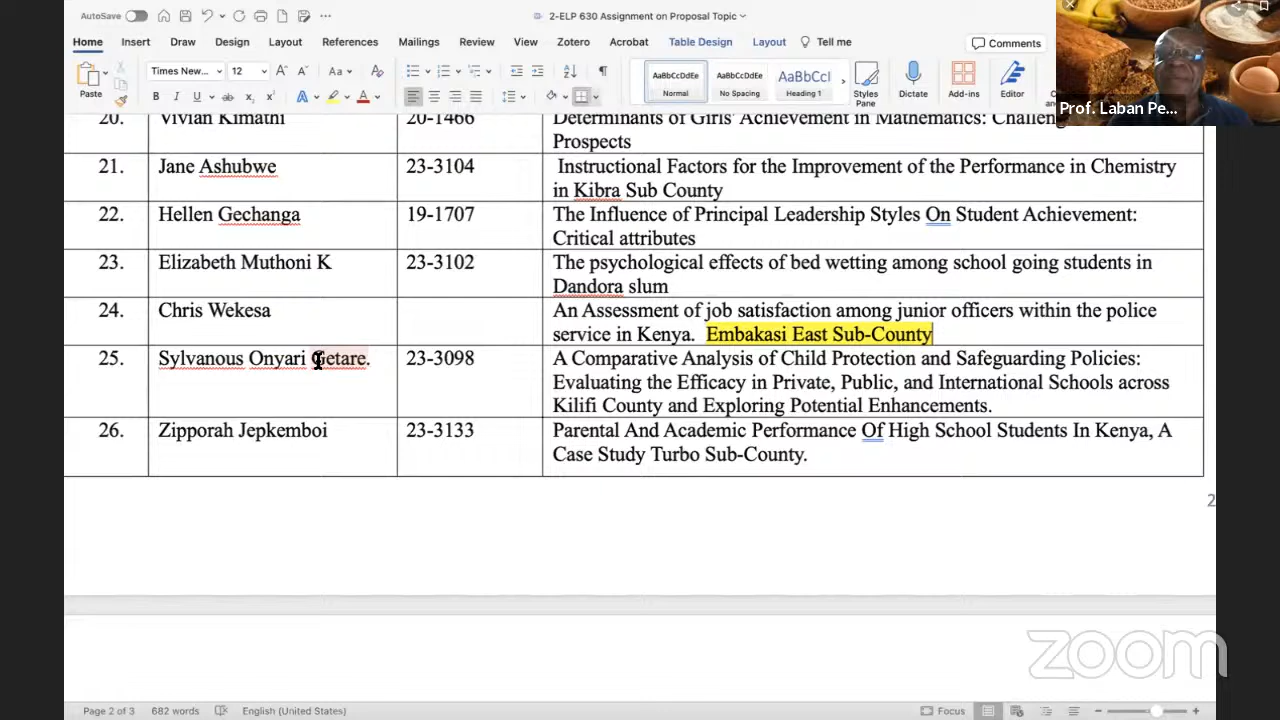 AutoSave
2-ELP 630 Assignment on Proposal Topic
Home Insert Draw Design Layout References Mailings Review View Zotero Acrobat Table Design Layout Tell me
Comments
Paste
Times New... 12
AaBbCcDdEe Normal
AaBbCcDdEe No Spacing
AaBbCcI Heading 1
Styles Pane
Dictate
Add-ins
Editor
Prof. Laban Pe...
20. Vivian Kimathi 20-1466 Determinants of Girls' Achievement in Mathematics:
Prospects
21. Jane Ashubwe 23-3104 Instructional Factors for the Improvement of the Performance in Chemistry
in Kibra Sub County
22. Hellen Gechanga 19-1707 The Influence of Principal Leadership Styles On Student Achievement:
Critical attributes
23. Elizabeth Muthoni K 23-3102 The psychological effects of bed wetting among school going students in
Dandora slum
24. Chris Wekesa An Assessment of job satisfaction among junior officers within the police
service in Kenya. Embakasi East Sub-County
25. Sylvanous Onyari Getare. 23-3098 A Comparative Analysis of Child Protection and Safeguarding Policies:
Evaluating the Efficacy in Private, Public, and International Schools across
Kilifi County and Exploring Potential Enhancements.
26. Zipporah Jepkemboi 23-3133 Parental And Academic Performance Of High School Students In Kenya, A
Case Study Turbo Sub-County.
2
zoom
Page 2 of 3 682 words English (United States) Focus